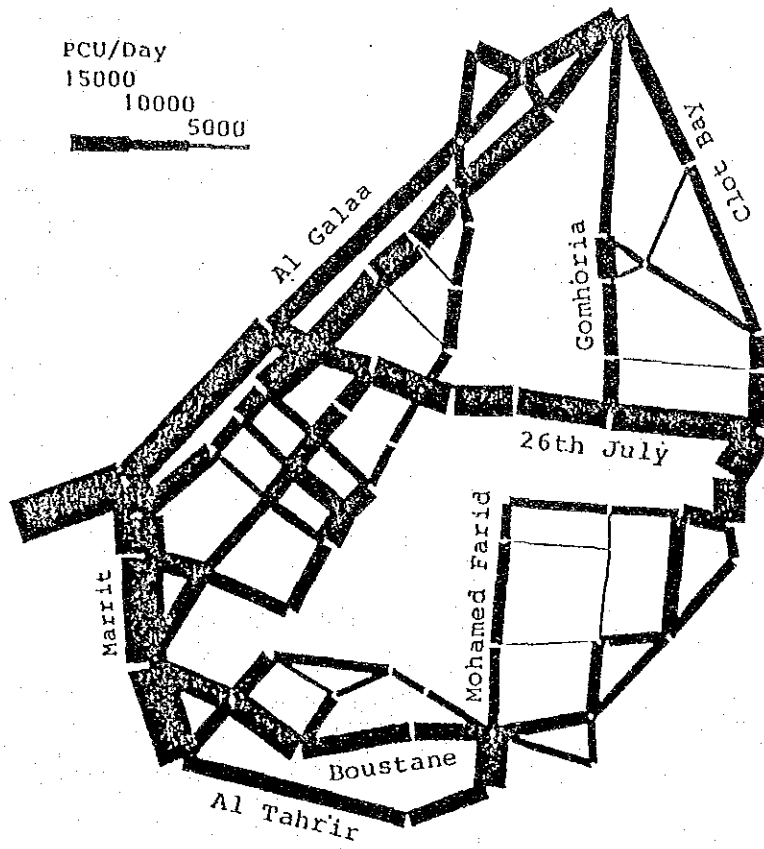 PCU/Day
15000
10000
5000
Al Galaa
Clot Bay
Gomhoria
26th July
Mohamed Farid
Marrit
Boustane
Al Tahrir